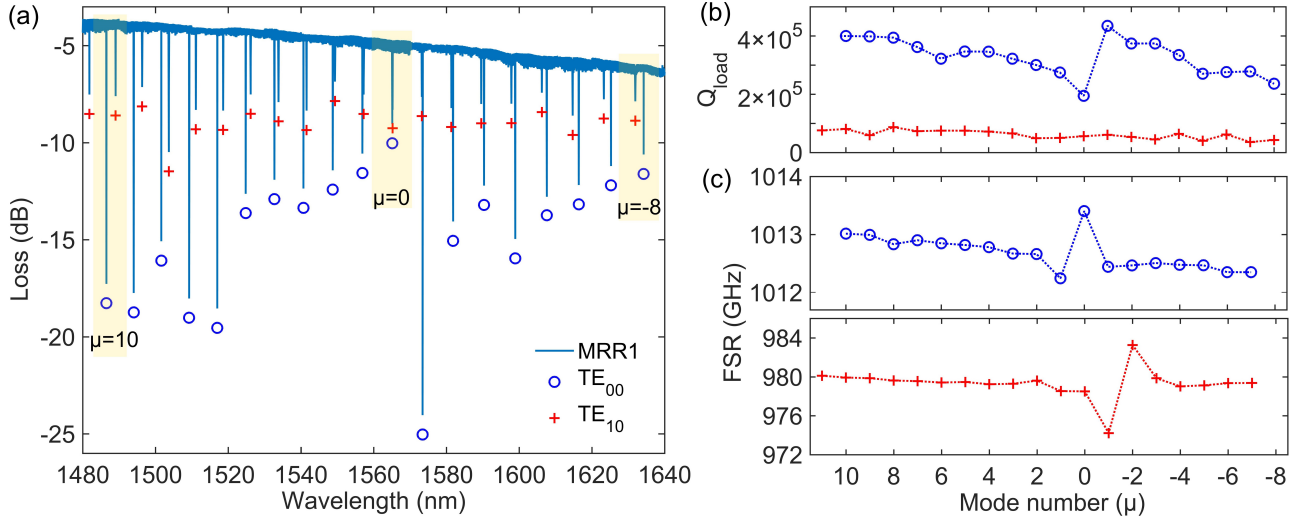 (a)
-5
-10
-15
-20
-25
Loss (dB)
μ=10
μ=0
μ=-8
MRR1
TE00
TE10
1480 1500 1520 1540 1560 1580 1600 1620 1640
Wavelength (nm)
(b)
4×10⁵
2×10⁵
0
Qload
(c)
1014
1013
1012
984
980
976
972
FSR (GHz)
10 8 6 4 2 0 -2 -4 -6 -8
Mode number (μ)